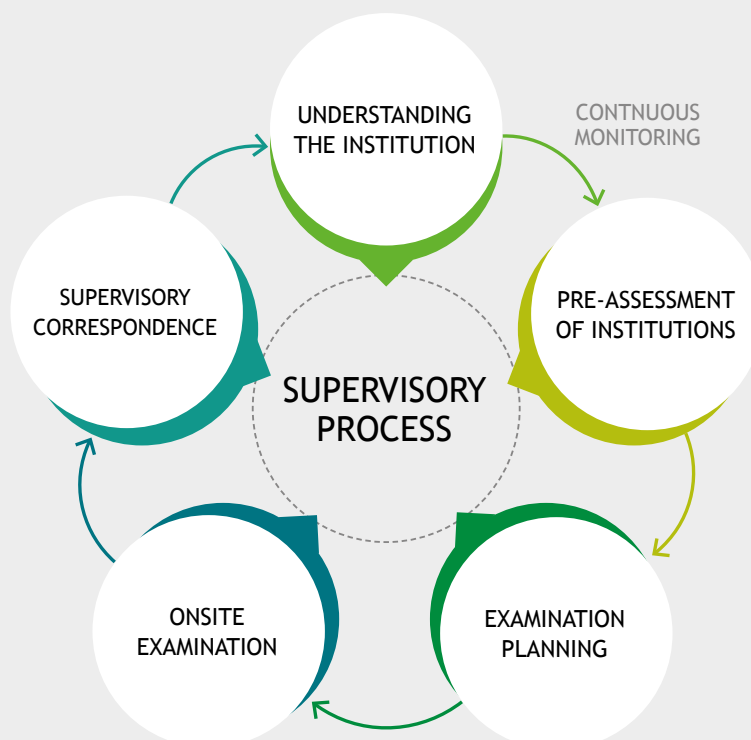 UNDERSTANDING
THE INSTITUTION
CONTNUOUS
MONITORING
PRE-ASSESSMENT
OF INSTITUTIONS
EXAMINATION
PLANNING
ONSITE
EXAMINATION
SUPERVISORY
CORRESPONDENCE
SUPERVISORY
PROCESS